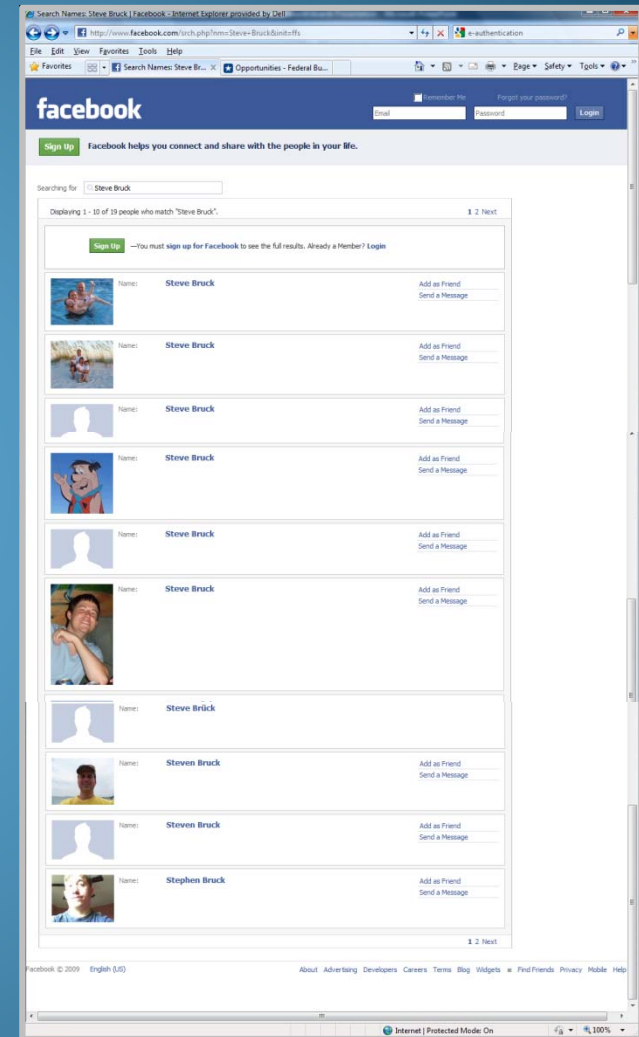 Search Names: Steve Bruck | Facebook - Internet Explorer provided by Dell
http://www.facebook.com/srch.php?nm=Steve+Bruck&init=ffs
e-authentication
File Edit View Favorites Tools Help
Favorites Search Names: Steve Br... X Opportunities - Federal Bu... Page Safety Tools
facebook
Remember Me Forgot your password?
Email Password Login
Sign Up Facebook helps you connect and share with the people in your life.
Searching for Steve Bruck
Displaying 1 - 10 of 19 people who match "Steve Bruck". 1 2 Next
Sign Up —You must sign up for Facebook to see the full results. Already a Member? Login
Name: Steve Bruck Add as Friend
Send a Message
Name: Steve Bruck Add as Friend
Send a Message
Name: Steve Bruck Add as Friend
Send a Message
Name: Steve Bruck Add as Friend
Send a Message
Name: Steve Bruck Add as Friend
Send a Message
Name: Steve Bruck Add as Friend
Send a Message
Name: Steve Brück
Name: Steven Bruck Add as Friend
Send a Message
Name: Steven Bruck Add as Friend
Send a Message
Name: Stephen Bruck Add as Friend
Send a Message
1 2 Next
Facebook © 2009 English (US) About Advertising Developers Careers Terms Blog Widgets Find Friends Privacy Mobile Help
Internet | Protected Mode: On 100%